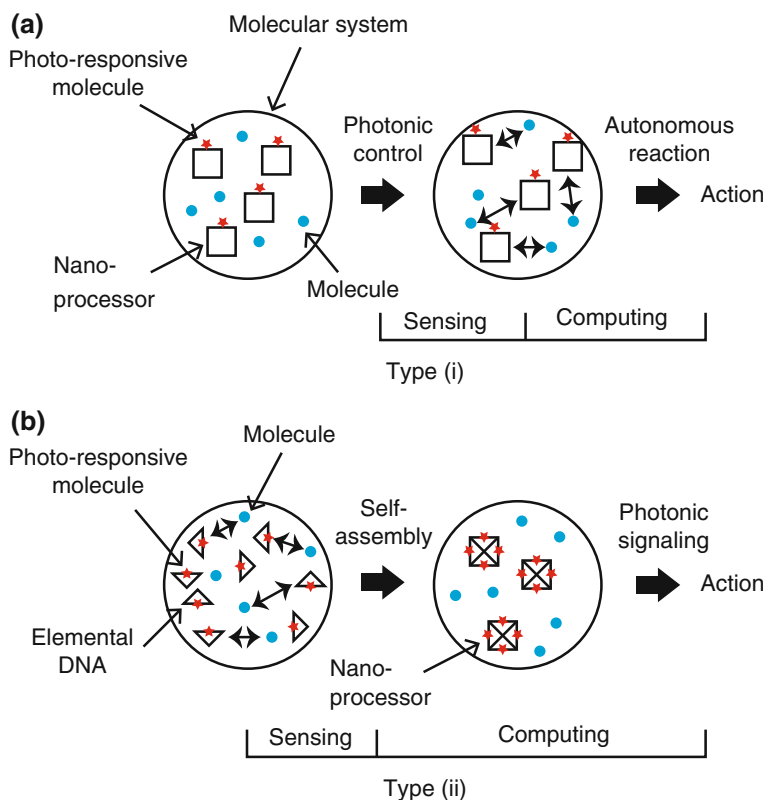 (a)
Molecular system
Photo-responsive
molecule
Photonic
control
Autonomous
reaction
Action
Nano-
processor
Molecule
Sensing
Computing
Type (i)
(b)
Molecule
Photo-responsive
molecule
Self-
assembly
Photonic
signaling
Action
Elemental
DNA
Nano-
processor
Sensing
Computing
Type (ii)